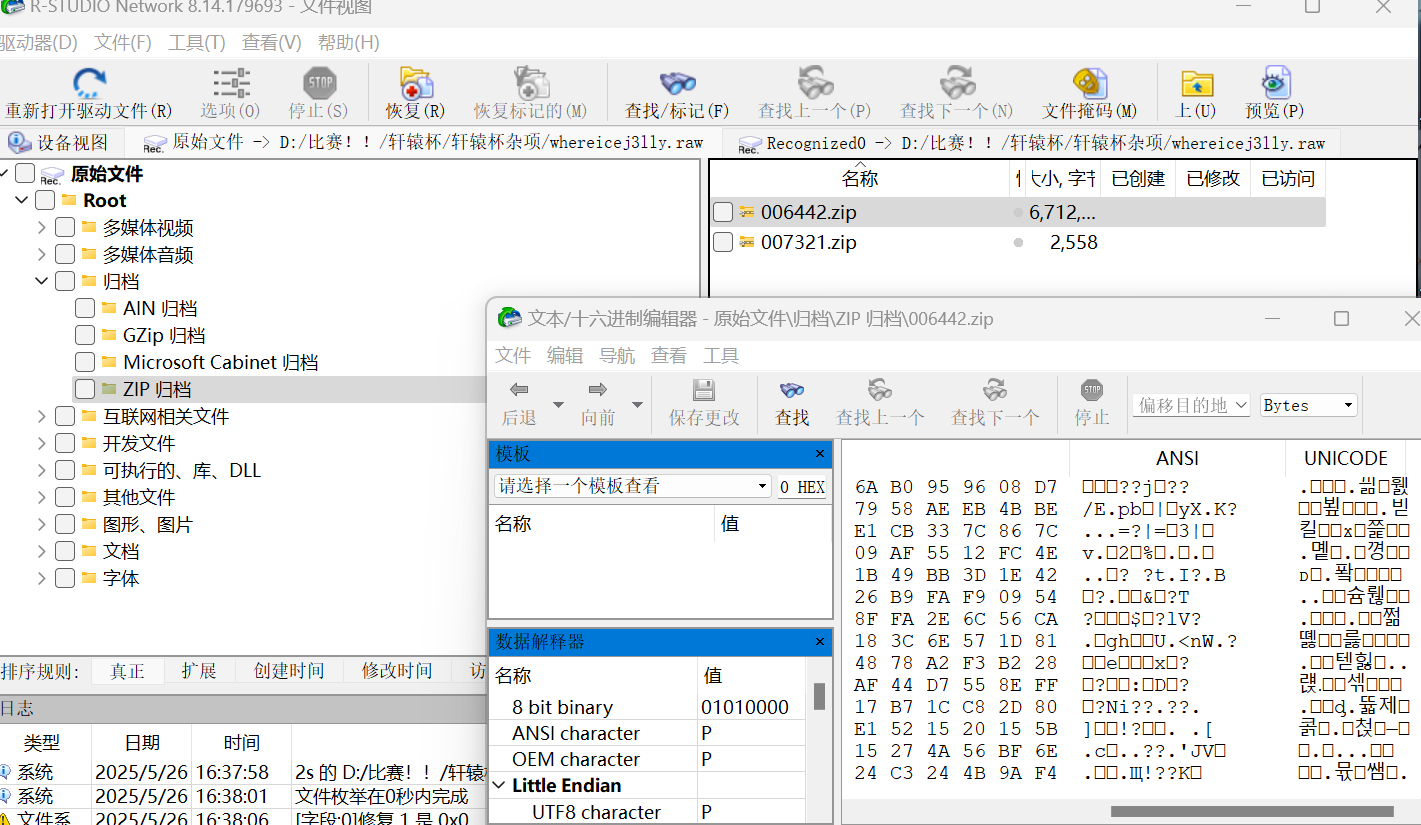 R-STUDIO Network 8.14.179693 - 文件视图
驱动器(D) 文件(F) 工具(T) 查看(V) 帮助(H)
重新打开驱动文件(R) 选项(O) 停止(S) 恢复(R) 恢复标记的(M) 查找/标记(F) 查找上一个(P) 查找下一个(N) 文件掩码(M) 上(U) 预览(P)
设备视图 Rec. 原始文件 -> D:/比赛！！/轩辕杯/轩辕杯杂项/whereicej3lly.raw Rec. Recognized0 -> D:/比赛！！/轩辕杯/轩辕杯杂项/whereicej3lly.raw
Rec. 原始文件
Root
多媒体视频
多媒体音频
归档
AIN 归档
GZip 归档
Microsoft Cabinet 归档
ZIP 归档
互联网相关文件
开发文件
可执行的、库、DLL
其他文件
图形、图片
文档
字体
名称 大小, 字节 已创建 已修改 已访问
006442.zip 6,712,...
007321.zip 2,558
排序规则: 真正 扩展 创建时间 修改时间 访
日志
类型 日期 时间
系统 2025/5/26 16:37:58 2s 的 D:/比赛！！/轩辕
系统 2025/5/26 16:38:01 文件枚举在0秒内完成
文件系 2025/5/26 16:38:06 [字段:0]修复 1 是 0x0
文本/十六进制编辑器 - 原始文件\归档\ZIP 归档\006442.zip
文件 编辑 导航 查看 工具
后退 向前 保存更改 查找 查找上一个 查找下一个 停止 偏移目的地 Bytes
模板
请选择一个模板查看 0 HEX
名称 值
数据解释器
名称 值
8 bit binary 01010000
ANSI character P
OEM character P
Little Endian
UTF8 character P
ANSI UNICODE
6A B0 95 96 08 D7
79 58 AE EB 4B BE
E1 CB 33 7C 86 7C
09 AF 55 12 FC 4E
1B 49 BB 3D 1E 42
26 B9 FA F9 09 54
8F FA 2E 6C 56 CA
18 3C 6E 57 1D 81
48 78 A2 F3 B2 28
AF 44 D7 55 8E FF
17 B7 1C C8 2D 80
E1 52 15 20 15 5B
15 27 4A 56 BF 6E
24 C3 24 4B 9A F4